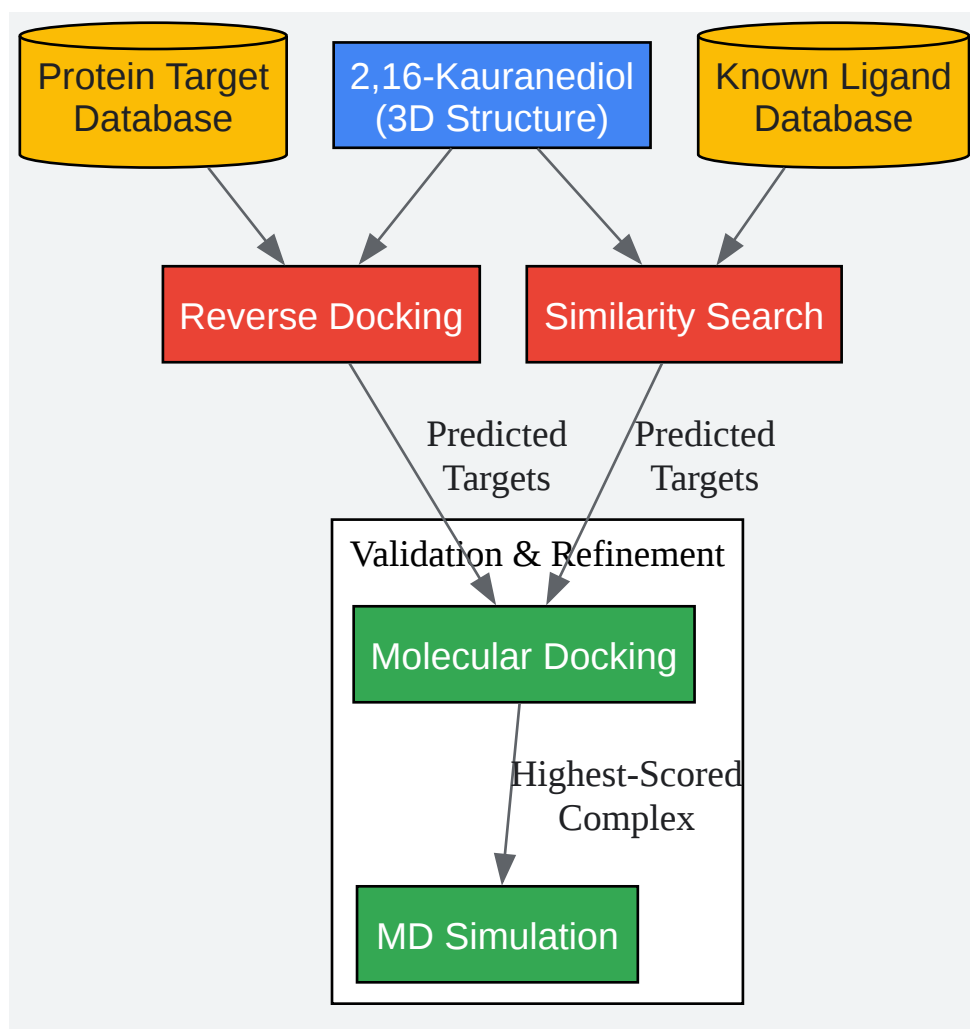 Protein Target
Database
2,16-Kauranediol
(3D Structure)
Known Ligand
Database
Reverse Docking
Similarity Search
Predicted
Targets
Predicted
Targets
Validation & Refinement
Molecular Docking
Highest-Scored
Complex
MD Simulation